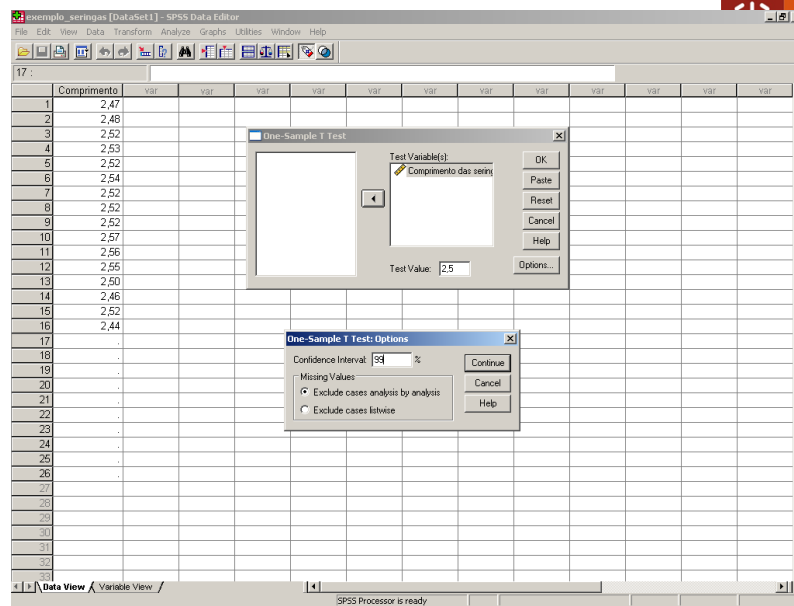 exemplo_seringas [DataSet1] - SPSS Data Editor
File Edit View Data Transform Analyze Graphs Utilities Window Help
17 :
Comprimento var var var var var var var var var var var
1 2,47
2 2,48
3 2,52
4 2,53
5 2,52
6 2,54
7 2,52
8 2,52
9 2,52
10 2,57
11 2,56
12 2,55
13 2,50
14 2,46
15 2,52
16 2,44
17 .
18 .
19 .
20 .
21 .
22 .
23 .
24 .
25 .
26 .
27
28
29
30
31
32
33
One-Sample T Test
Test Variable(s):
Comprimento das sering
OK
Paste
Reset
Cancel
Help
Test Value: 2,5
Options...
One-Sample T Test: Options
Confidence Interval: 99 %
Missing Values
Exclude cases analysis by analysis
Exclude cases listwise
Continue
Cancel
Help
Data View Variable View
SPSS Processor is ready